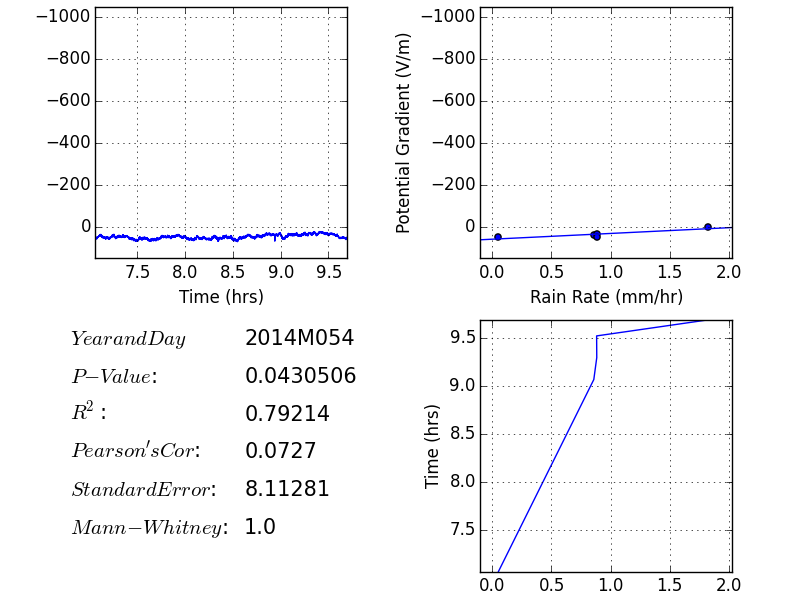 −1000
−800
−600
−400
−200
0
7.5 8.0 8.5 9.0 9.5
Time (hrs)
Potential Gradient (V/m)
−1000
−800
−600
−400
−200
0
0.0 0.5 1.0 1.5 2.0
Rain Rate (mm/hr)
YearandDay 2014M054
P−Value: 0.0430506
R²: 0.79214
Pearson'sCor: 0.0727
StandardError: 8.11281
Mann−Whitney: 1.0
Time (hrs)
9.5
9.0
8.5
8.0
7.5
0.0 0.5 1.0 1.5 2.0